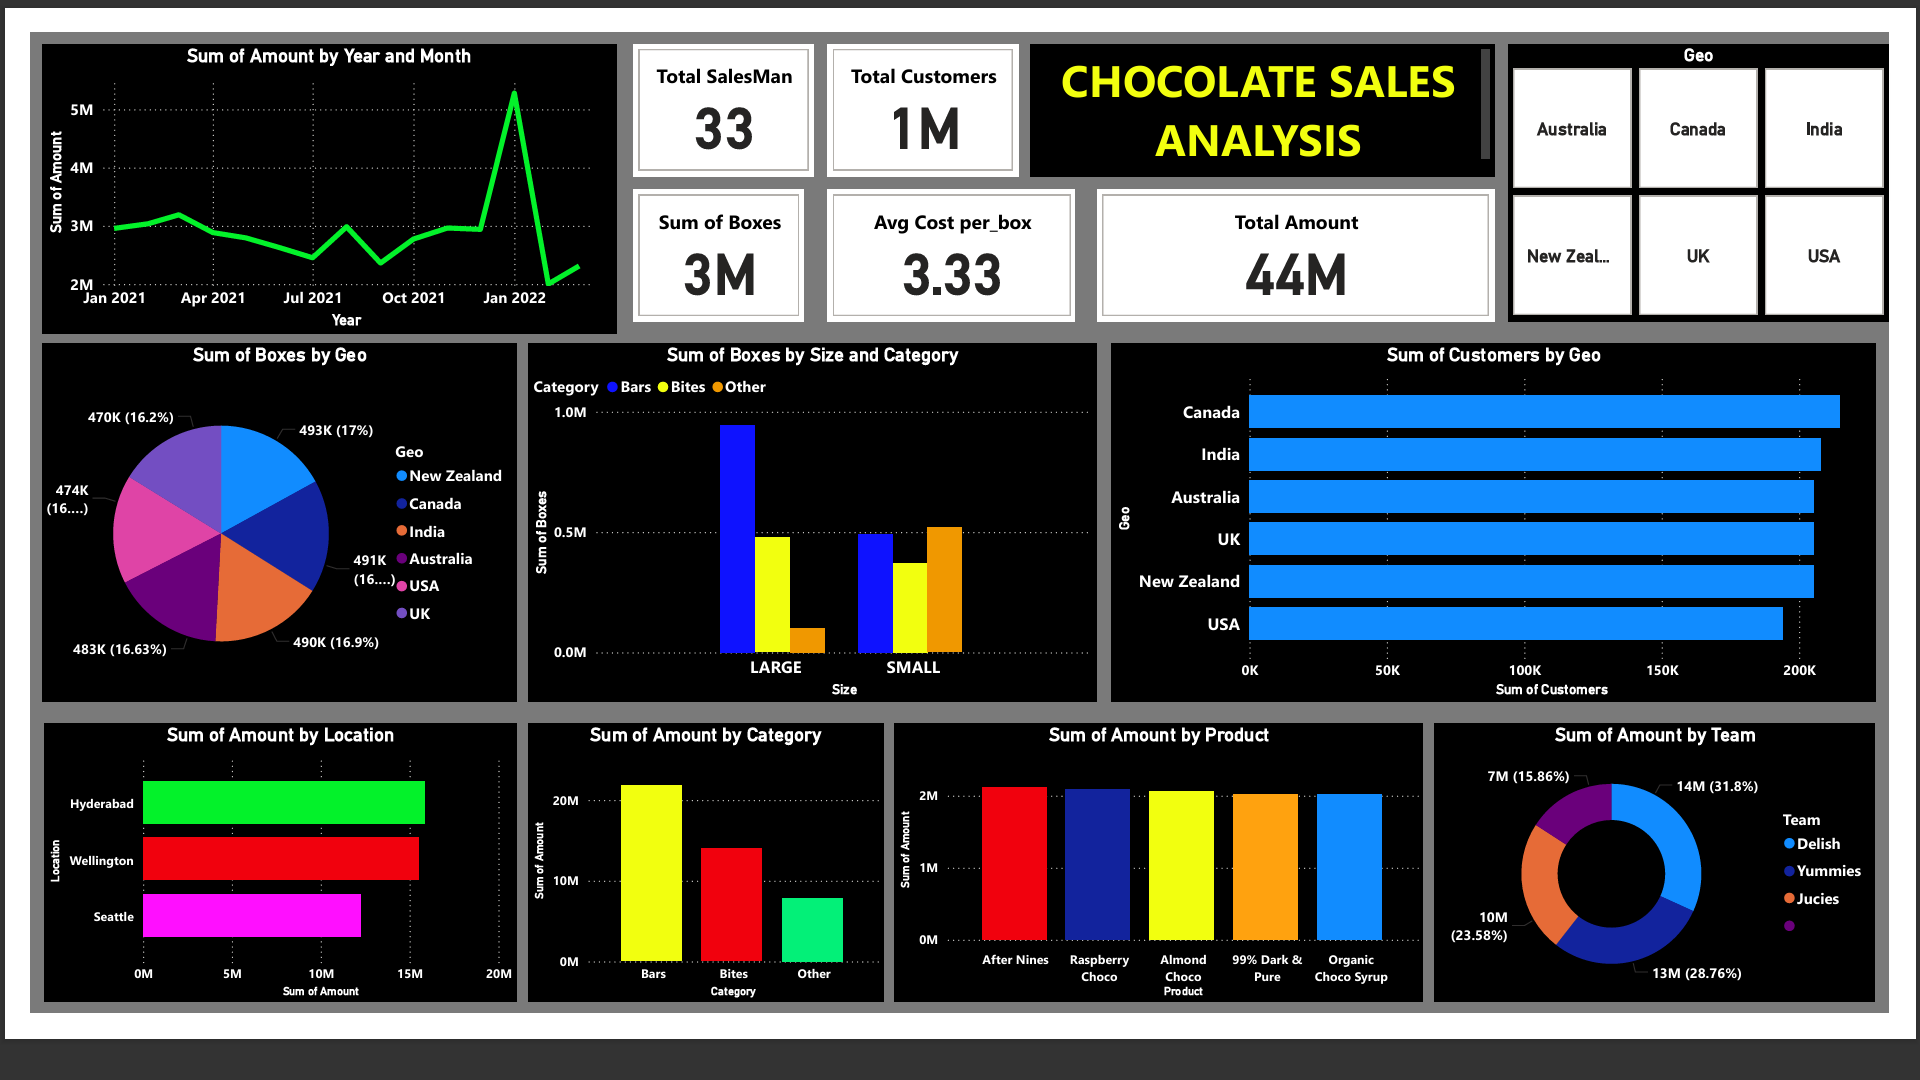 Sum of Amount by Year and Month
Sum of Amount
5M
4M
3M
2M
Jan 2021
Apr 2021
Jul 2021
Oct 2021
Jan 2022
Year
Total SalesMan
33
Total Customers
1M
CHOCOLATE SALES
ANALYSIS
Sum of Boxes
3M
Avg Cost per_box
3.33
Total Amount
44M
Geo
Australia
Canada
India
New Zeal...
UK
USA
Sum of Boxes by Geo
470K (16.2%)
493K (17%)
474K
(16....)
491K
(16....)
483K (16.63%)
490K (16.9%)
Geo
New Zealand
Canada
India
Australia
USA
UK
Sum of Boxes by Size and Category
Category Bars Bites Other
Sum of Boxes
1.0M
0.5M
0.0M
LARGE
SMALL
Size
Sum of Customers by Geo
Geo
Canada
India
Australia
UK
New Zealand
USA
0K
50K
100K
150K
200K
Sum of Customers
Sum of Amount by Location
Location
Hyderabad
Wellington
Seattle
0M
5M
10M
15M
20M
Sum of Amount
Sum of Amount by Category
Sum of Amount
20M
10M
0M
Bars
Bites
Other
Category
Sum of Amount by Product
Sum of Amount
2M
1M
0M
After Nines
Raspberry
Choco
Almond
Choco
99% Dark &
Pure
Organic
Choco Syrup
Product
Sum of Amount by Team
7M (15.86%)
14M (31.8%)
10M
(23.58%)
13M (28.76%)
Team
Delish
Yummies
Jucies